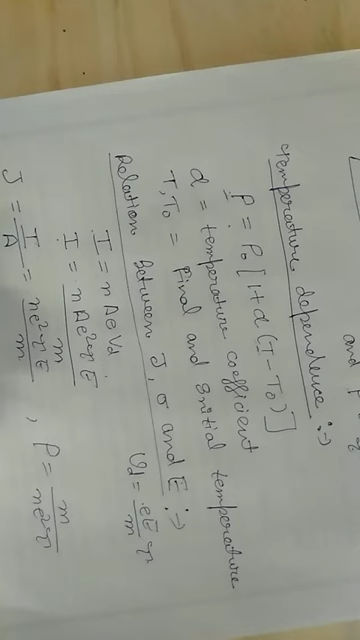 and ρ
Temperature dependence :→
ρ = ρ₀ [1+α(T-T₀)]
α = temperature coefficient
T, T₀ = final and initial temperature
Relation between J, σ and E :→
I = nAeVd , Vd = eE τ / m
I = nAe²τE / m
J = I/A = ne²τE / m , ρ = m / ne²τ